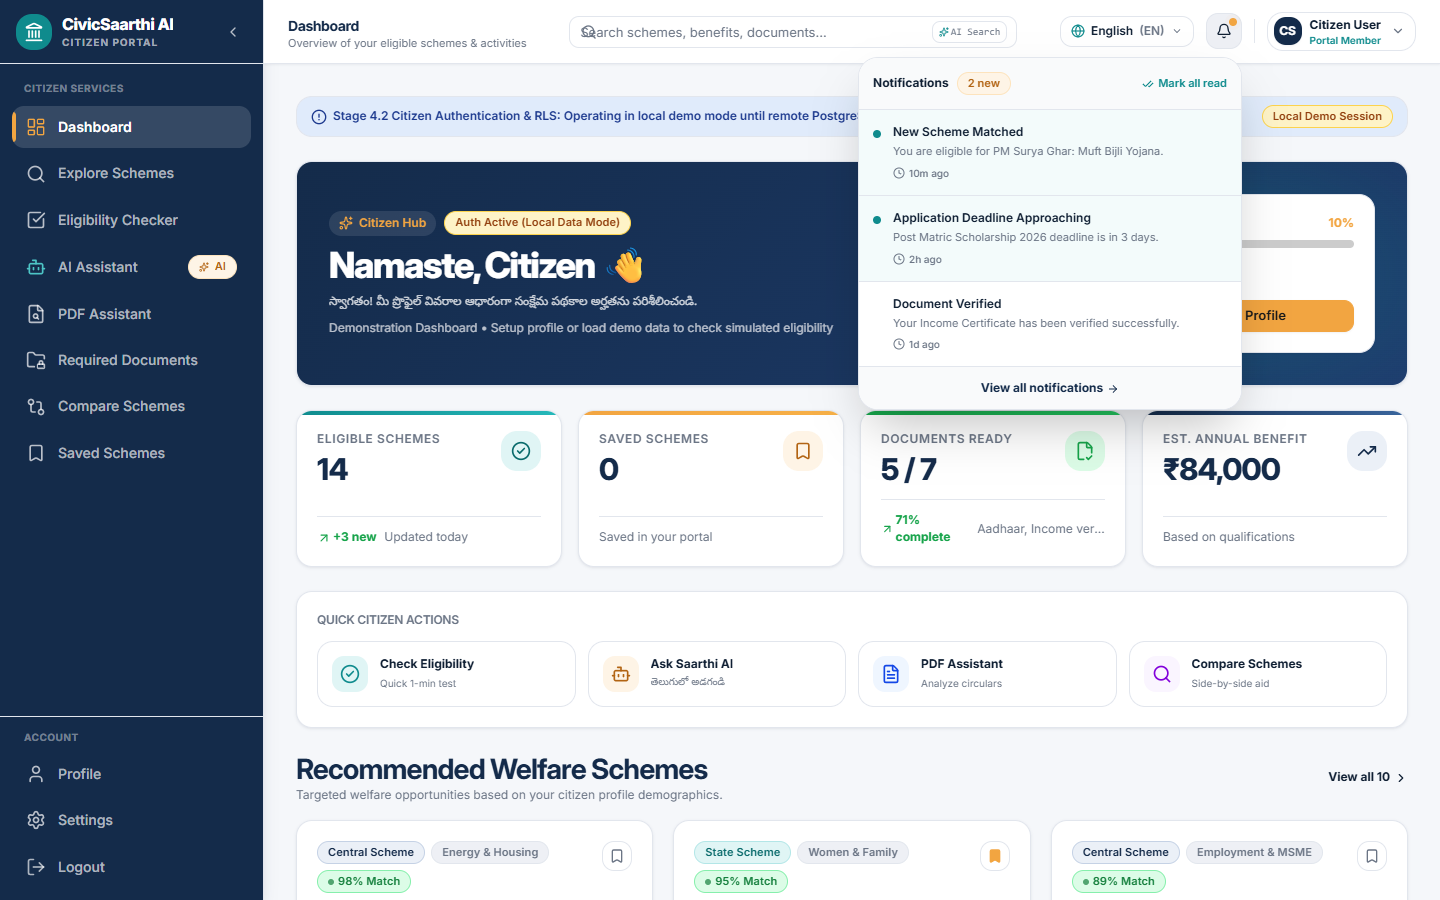 CivicSaarthi AI
CITIZEN PORTAL
CITIZEN SERVICES
Dashboard
Explore Schemes
Eligibility Checker
AI Assistant
AI
PDF Assistant
Required Documents
Compare Schemes
Saved Schemes
ACCOUNT
Profile
Settings
Logout
Dashboard
Overview of your eligible schemes & activities
Search schemes, benefits, documents...
AI Search
English (EN)
CS
Citizen User
Portal Member
Notifications
2 new
Mark all read
New Scheme Matched
You are eligible for PM Surya Ghar: Muft Bijli Yojana.
10m ago
Application Deadline Approaching
Post Matric Scholarship 2026 deadline is in 3 days.
2h ago
Document Verified
Your Income Certificate has been verified successfully.
1d ago
View all notifications
Stage 4.2 Citizen Authentication & RLS: Operating in local demo mode until remote Postgre
Local Demo Session
Citizen Hub
Auth Active (Local Data Mode)
Namaste, Citizen 👋
స్వాగతం! మీ ప్రొఫైల్ వివరాల ఆధారంగా సంక్షేమ పథకాల అర్హతను పరిశీలించండి.
Demonstration Dashboard • Setup profile or load demo data to check simulated eligibility
10%
Profile
ELIGIBLE SCHEMES
14
+3 new Updated today
SAVED SCHEMES
0
Saved in your portal
DOCUMENTS READY
5 / 7
71% complete
Aadhaar, Income ver...
EST. ANNUAL BENEFIT
₹84,000
Based on qualifications
QUICK CITIZEN ACTIONS
Check Eligibility
Quick 1-min test
Ask Saarthi AI
తెలుగులో అడగండి
PDF Assistant
Analyze circulars
Compare Schemes
Side-by-side aid
Recommended Welfare Schemes
Targeted welfare opportunities based on your citizen profile demographics.
View all 10
Central Scheme
Energy & Housing
98% Match
State Scheme
Women & Family
95% Match
Central Scheme
Employment & MSME
89% Match